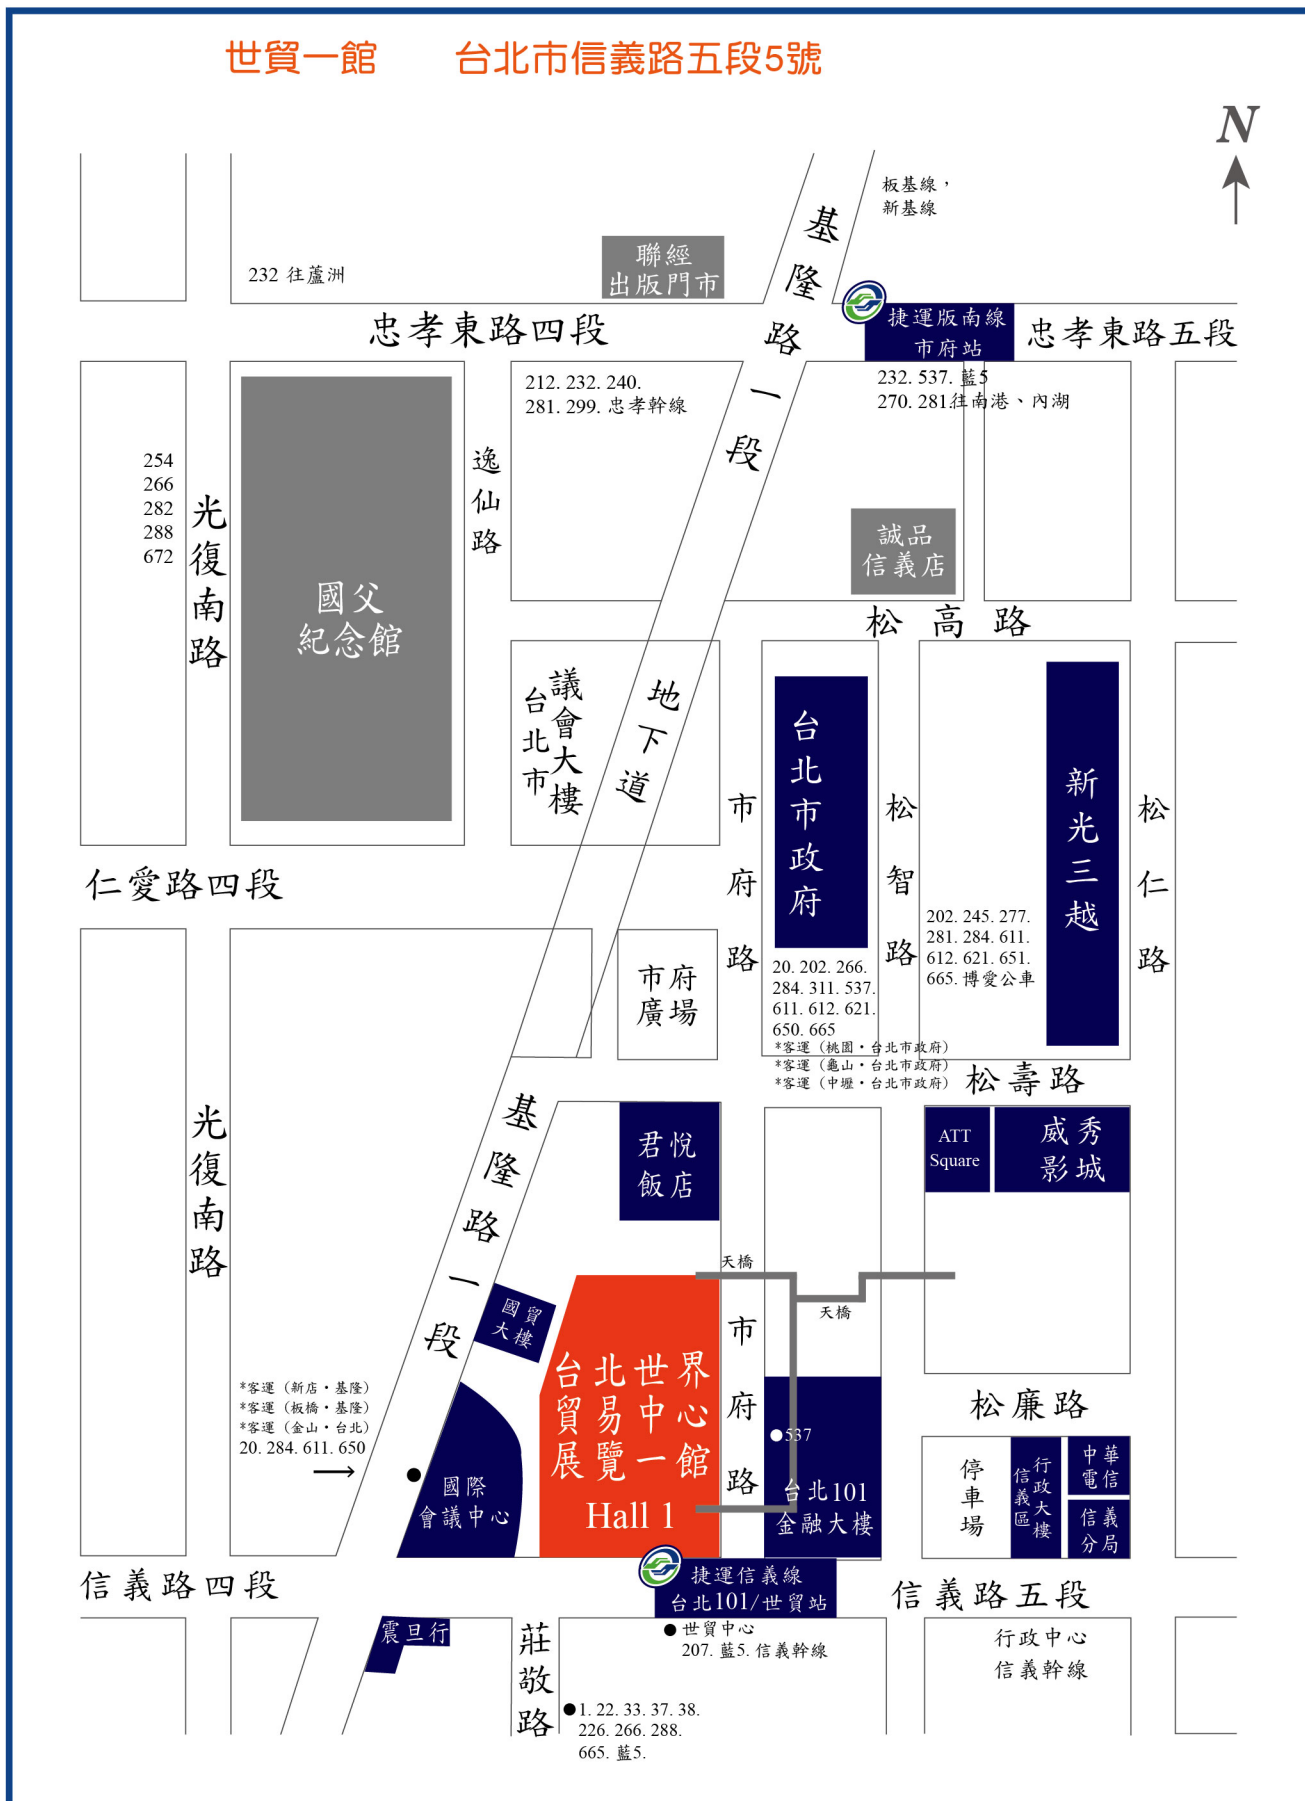 世貿一館 台北市信義路五段5號
N
板基線，
新基線
基隆路一段
聯經
出版門市
232 往蘆洲
忠孝東路四段
捷運版南線
市府站
忠孝東路五段
212. 232. 240.
281. 299. 忠孝幹線
232. 537. 藍5
270. 281.往南港、內湖
254
266
282
288
672
光復南路
逸仙路
國父
紀念館
誠品
信義店
松高路
台北市
議會大樓
地下道
市府路
台北市政府
松智路
新光三越
松仁路
仁愛路四段
市府
廣場
20. 202. 266.
284. 311. 537.
611. 612. 621.
650. 665
*客運（桃園・台北市政府）
*客運（龜山・台北市政府）
*客運（中壢・台北市政府）
202. 245. 277.
281. 284. 611.
612. 621. 651.
665. 博愛公車
松壽路
光復南路
基隆路一段
君悅
飯店
ATT
Square
威秀
影城
天橋
天橋
國貿
大樓
台北世界
貿易中心
展覽一館
Hall 1
市府路
松廉路
*客運（新店・基隆）
*客運（板橋・基隆）
*客運（金山・台北）
20. 284. 611. 650
國際
會議中心
537
台北101
金融大樓
停車場
信義區
行政大樓
中華
電信
信義
分局
信義路四段
捷運信義線
台北101/世貿站
信義路五段
震旦行
莊敬路
世貿中心
207. 藍5. 信義幹線
行政中心
信義幹線
1. 22. 33. 37. 38.
226. 266. 288.
665. 藍5.